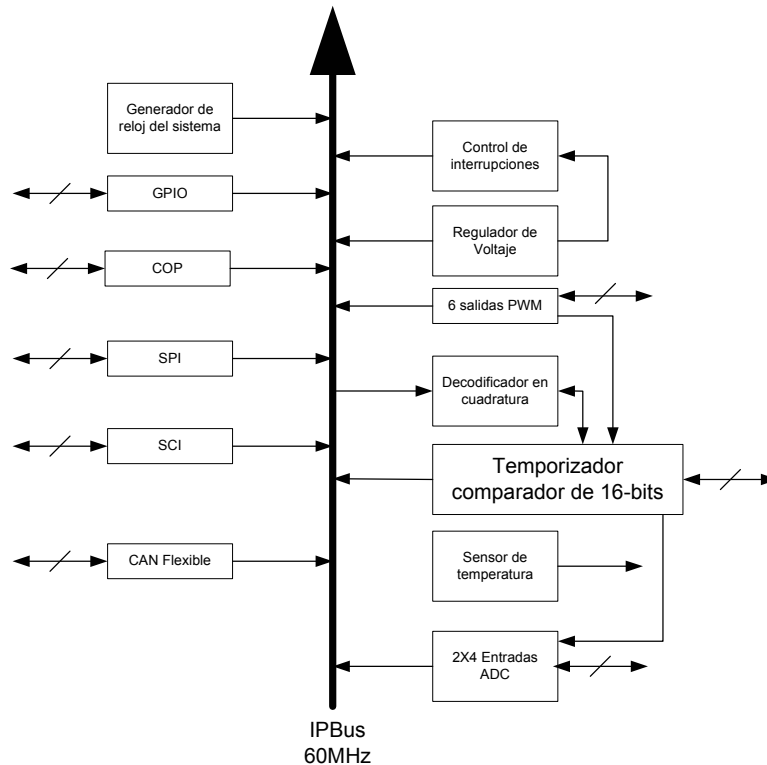 Generador de
reloj del sistema
GPIO
COP
SPI
SCI
CAN Flexible
Control de
interrupciones
Regulador de
Voltaje
6 salidas PWM
Decodificador en
cuadratura
Temporizador
comparador de 16-bits
Sensor de
temperatura
2X4 Entradas
ADC
IPBus
60MHz